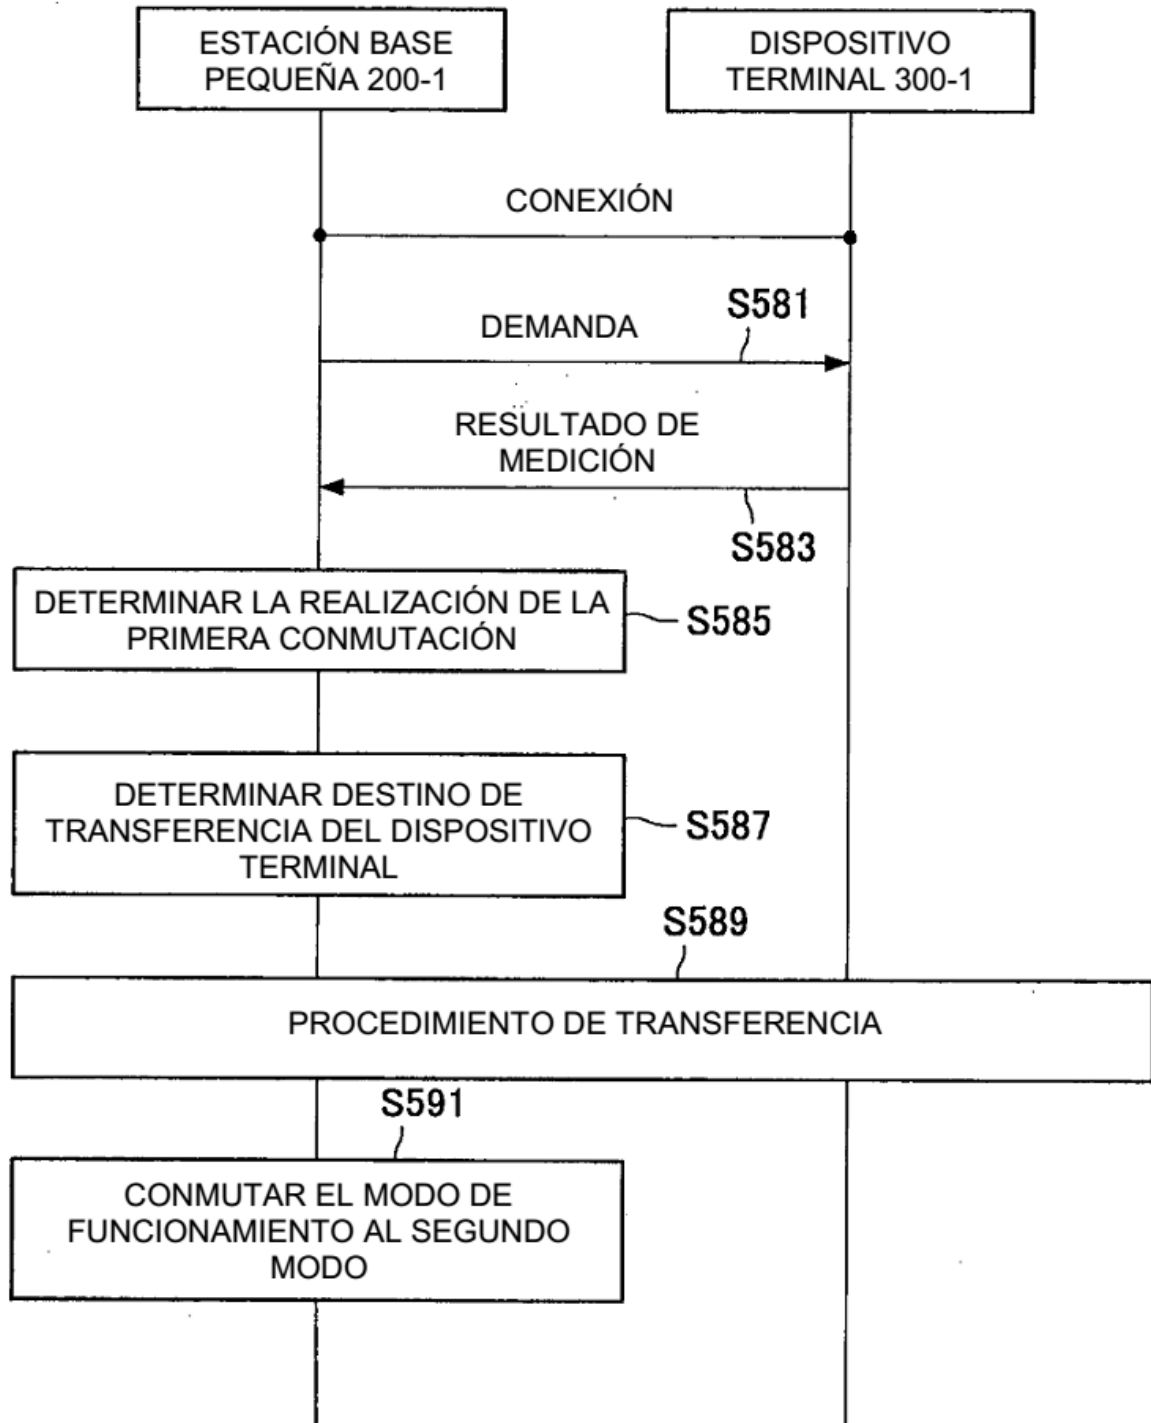 ESTACIÓN BASE
PEQUEÑA 200-1
DISPOSITIVO
TERMINAL 300-1
CONEXIÓN
S581
DEMANDA
RESULTADO DE
MEDICIÓN
S583
DETERMINAR LA REALIZACIÓN DE LA
PRIMERA CONMUTACIÓN
S585
DETERMINAR DESTINO DE
TRANSFERENCIA DEL DISPOSITIVO
TERMINAL
S587
S589
PROCEDIMIENTO DE TRANSFERENCIA
S591
CONMUTAR EL MODO DE
FUNCIONAMIENTO AL SEGUNDO
MODO